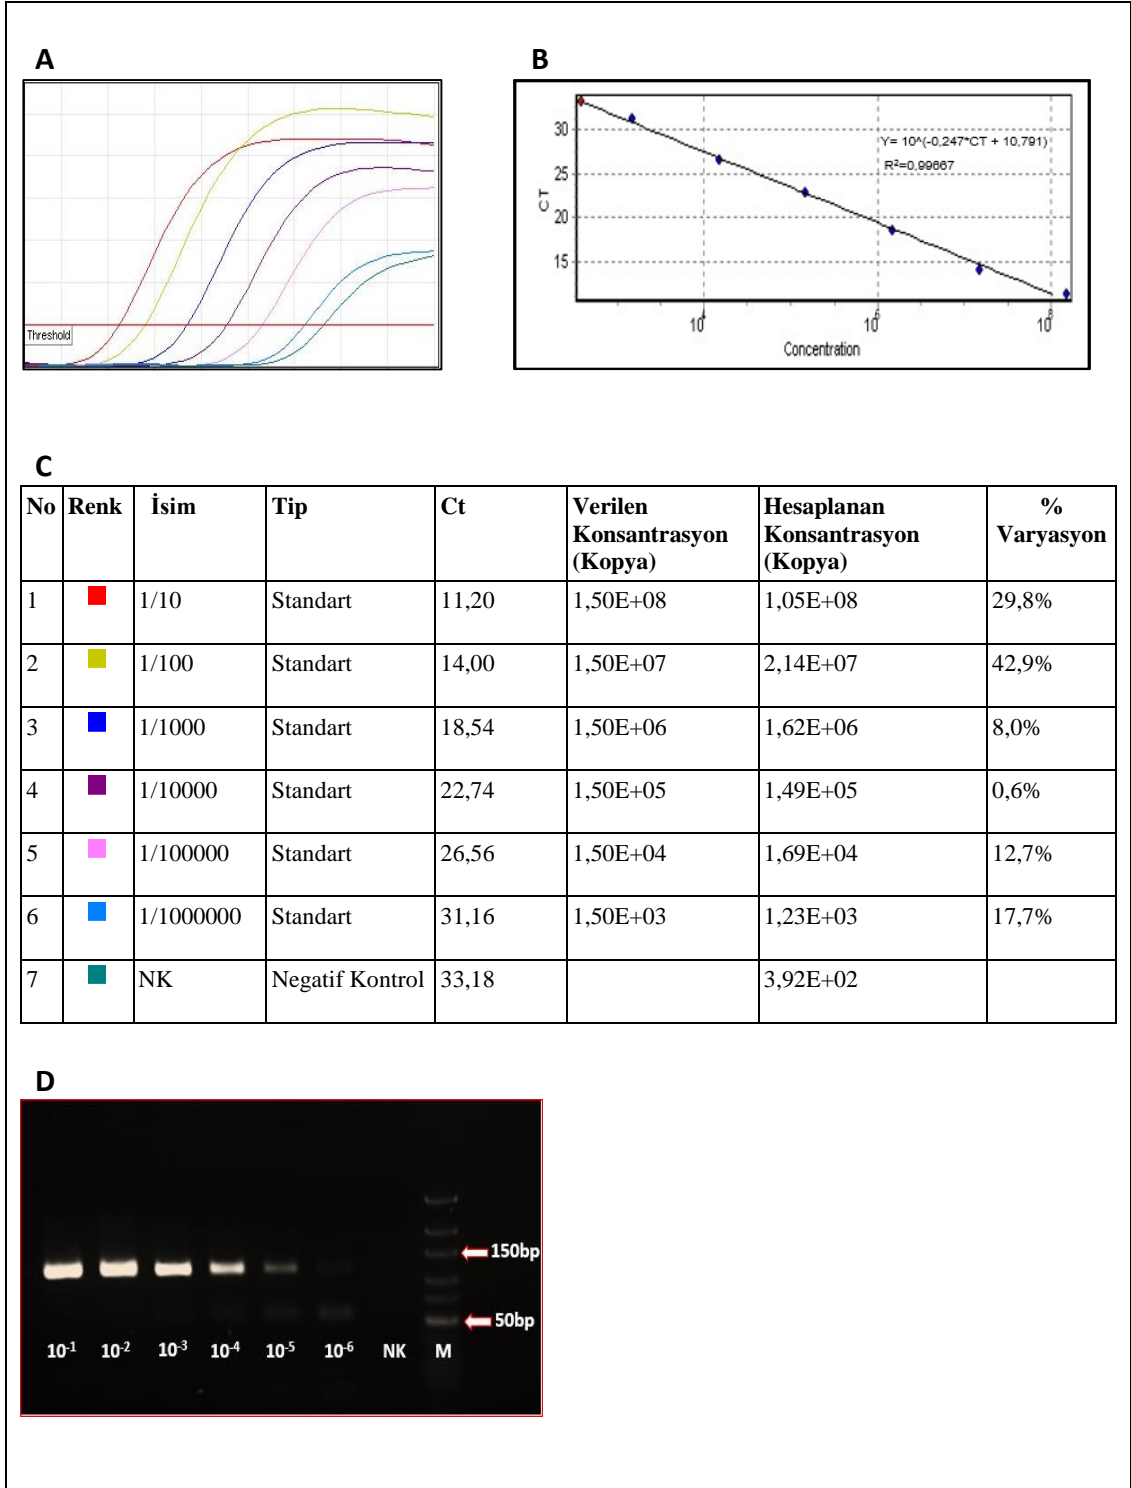 A
B
Threshold
30
25
20
15
CT
Y= 10^(-0,247*CT + 10,791)
R²=0,99667
10⁶
10⁸
Concentration
C
No Renk İsim Tip Ct Verilen Konsantrasyon (Kopya) Hesaplanan Konsantrasyon (Kopya) % Varyasyon
1 1/10 Standart 11,20 1,50E+08 1,05E+08 29,8%
2 1/100 Standart 14,00 1,50E+07 2,14E+07 42,9%
3 1/1000 Standart 18,54 1,50E+06 1,62E+06 8,0%
4 1/10000 Standart 22,74 1,50E+05 1,49E+05 0,6%
5 1/100000 Standart 26,56 1,50E+04 1,69E+04 12,7%
6 1/1000000 Standart 31,16 1,50E+03 1,23E+03 17,7%
7 NK Negatif Kontrol 33,18 3,92E+02
D
150bp
50bp
10⁻¹ 10⁻² 10⁻³ 10⁻⁴ 10⁻⁵ 10⁻⁶ NK M